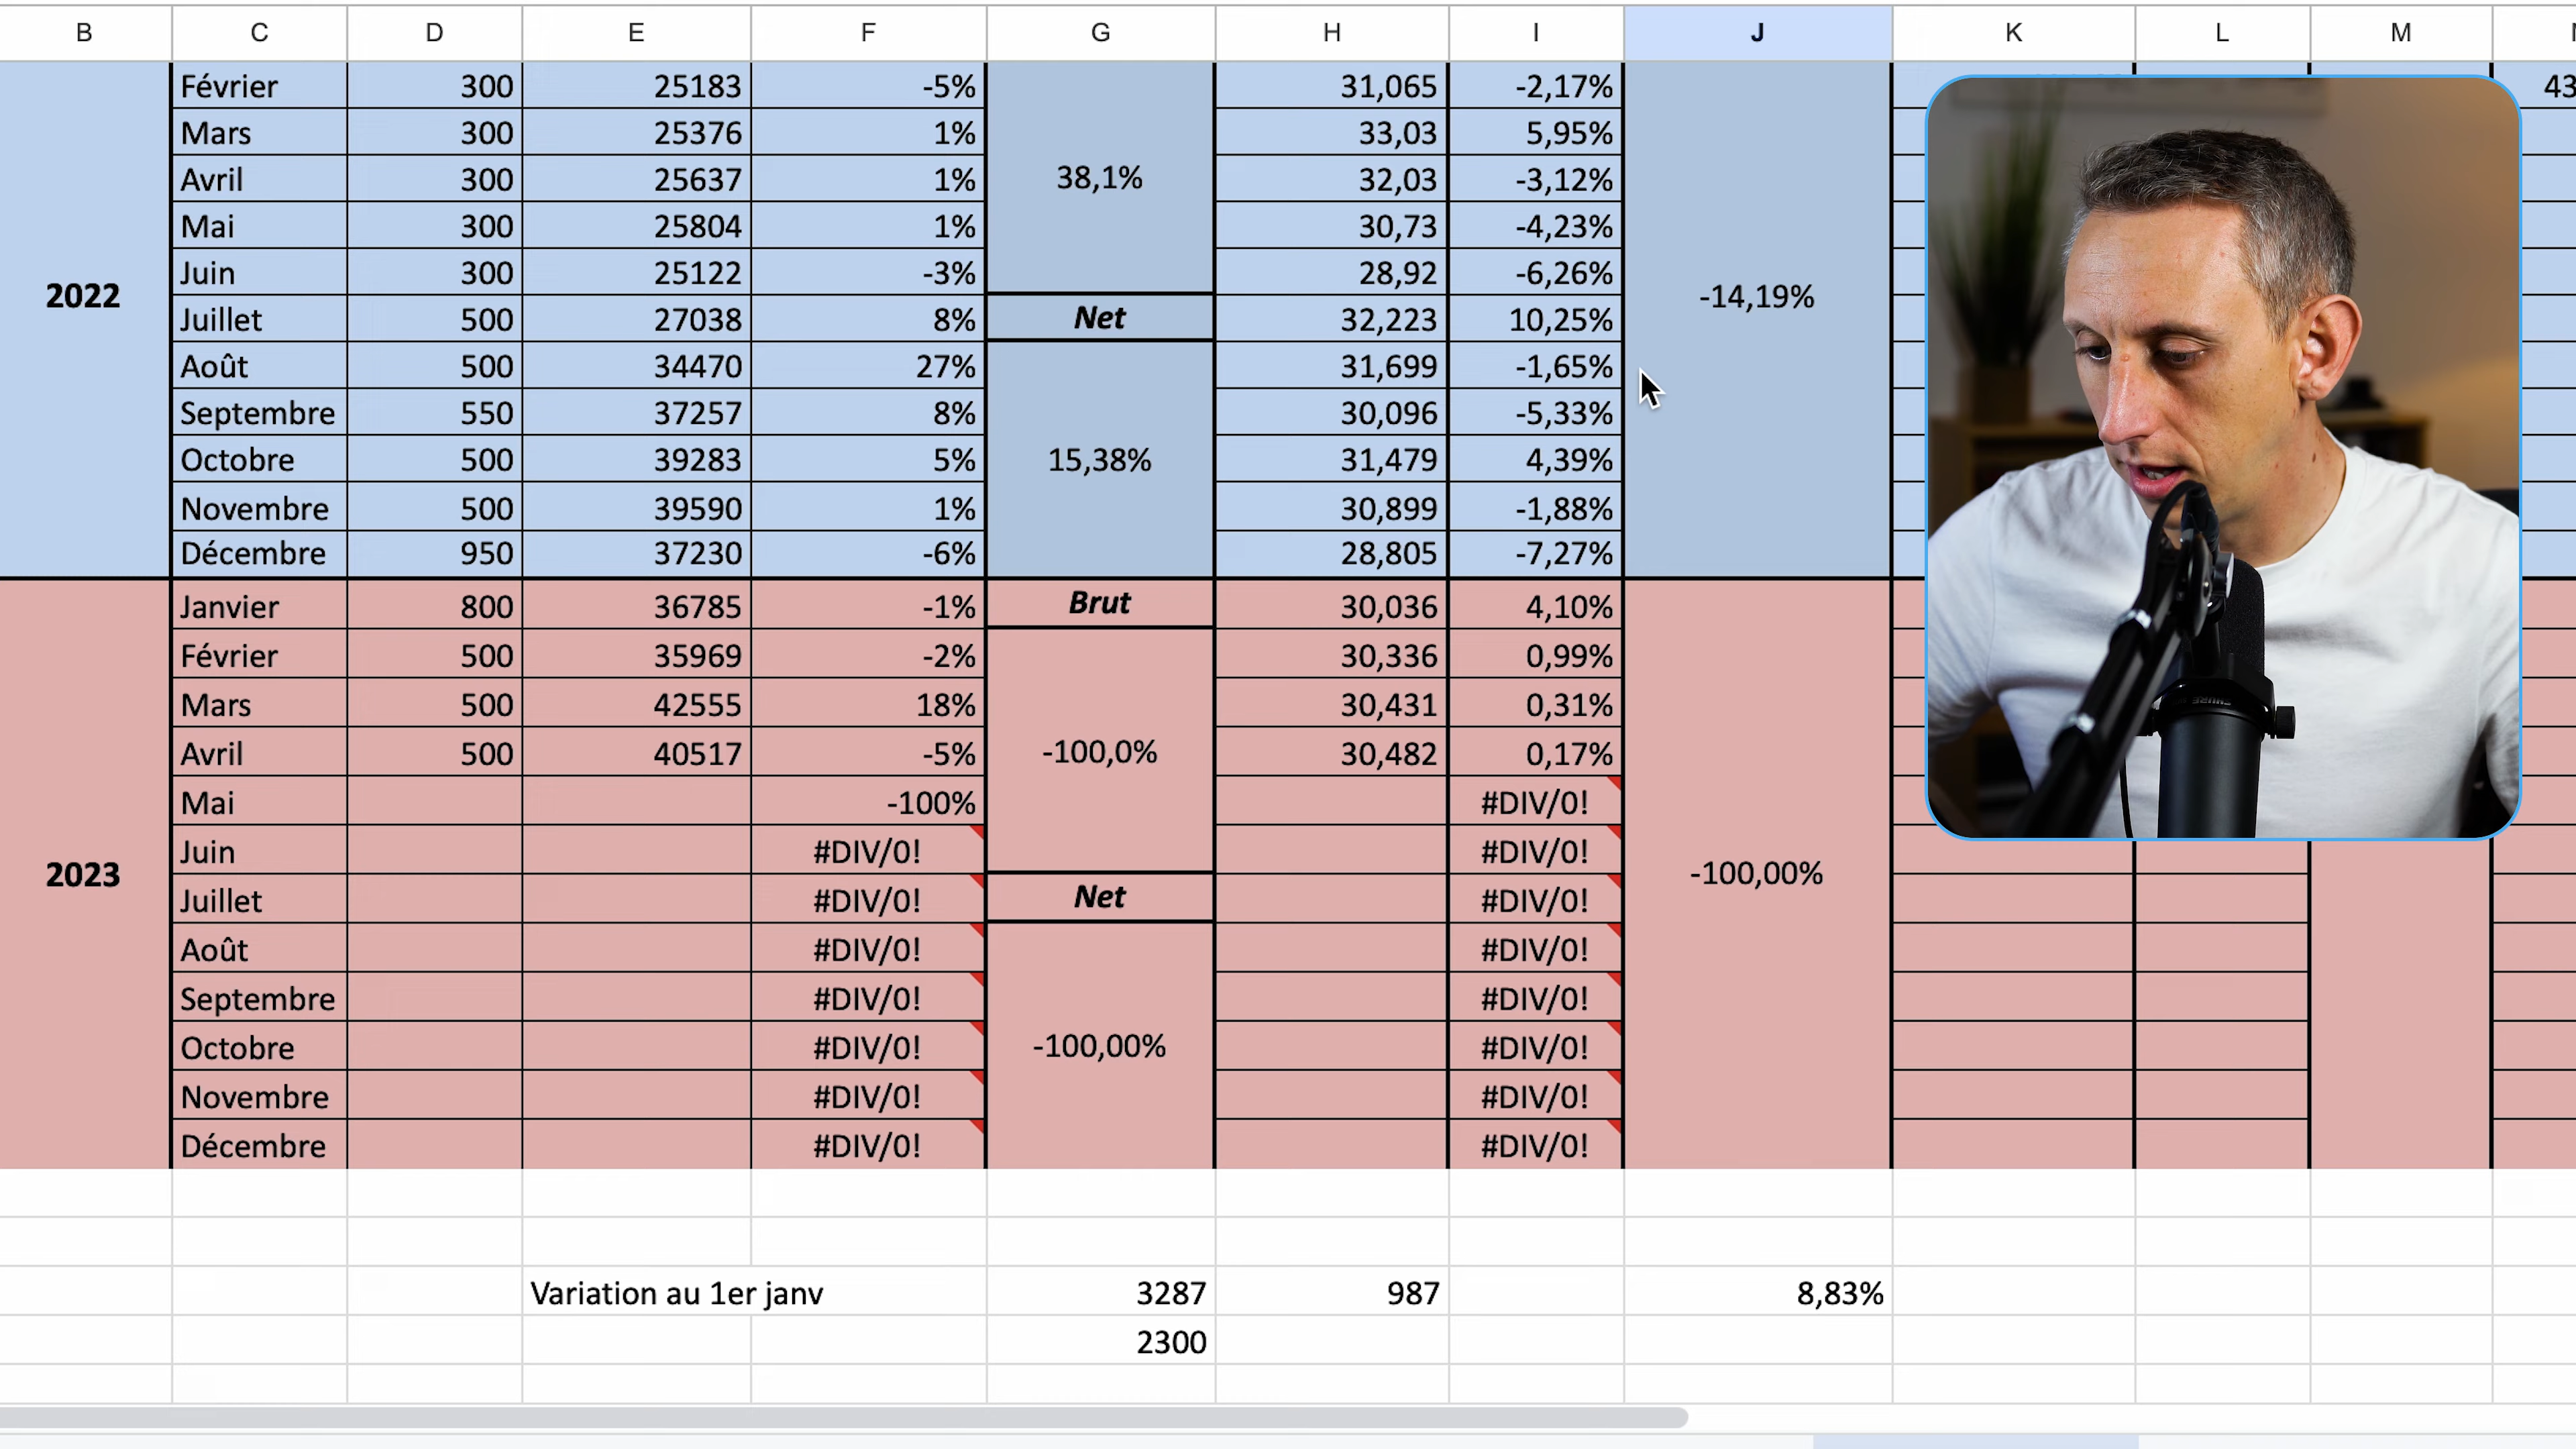 B C D E F G H I J K L M
Février 300 25183 -5% 31,065 -2,17% 43
Mars 300 25376 1% 33,03 5,95%
Avril 300 25637 1% 38,1% 32,03 -3,12%
Mai 300 25804 1% 30,73 -4,23%
Juin 300 25122 -3% 28,92 -6,26%
2022 -14,19%
Juillet 500 27038 8% Net 32,223 10,25%
Août 500 34470 27% 31,699 -1,65%
Septembre 550 37257 8% 30,096 -5,33%
Octobre 500 39283 5% 15,38% 31,479 4,39%
Novembre 500 39590 1% 30,899 -1,88%
Décembre 950 37230 -6% 28,805 -7,27%
Janvier 800 36785 -1% Brut 30,036 4,10%
Février 500 35969 -2% 30,336 0,99%
Mars 500 42555 18% 30,431 0,31%
Avril 500 40517 -5% -100,0% 30,482 0,17%
Mai -100% #DIV/0!
Juin #DIV/0! #DIV/0!
2023 -100,00%
Juillet #DIV/0! Net #DIV/0!
Août #DIV/0! #DIV/0!
Septembre #DIV/0! #DIV/0!
Octobre #DIV/0! -100,00% #DIV/0!
Novembre #DIV/0! #DIV/0!
Décembre #DIV/0! #DIV/0!
Variation au 1er janv 3287 987 8,83%
2300